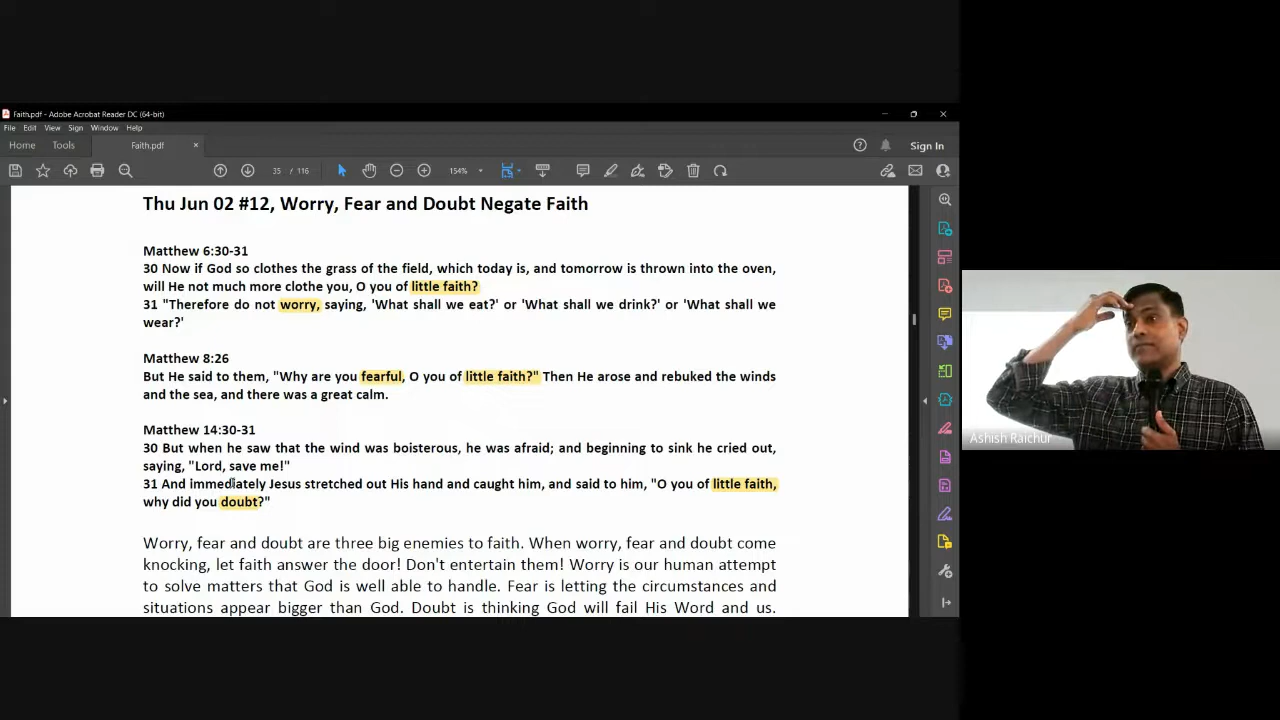 Faith.pdf - Adobe Acrobat Reader DC (64-bit)
File Edit View Sign Window Help
Home Tools Faith.pdf × Sign In
35 / 116 154%
Thu Jun 02 #12, Worry, Fear and Doubt Negate Faith
Matthew 6:30-31
30 Now if God so clothes the grass of the field, which today is, and tomorrow is thrown into the oven,
will He not much more clothe you, O you of little faith?
31 "Therefore do not worry, saying, 'What shall we eat?' or 'What shall we drink?' or 'What shall we
wear?'
Matthew 8:26
But He said to them, "Why are you fearful, O you of little faith?" Then He arose and rebuked the winds
and the sea, and there was a great calm.
Matthew 14:30-31
30 But when he saw that the wind was boisterous, he was afraid; and beginning to sink he cried out,
saying, "Lord, save me!"
31 And immediately Jesus stretched out His hand and caught him, and said to him, "O you of little faith,
why did you doubt?"
Worry, fear and doubt are three big enemies to faith. When worry, fear and doubt come
knocking, let faith answer the door! Don't entertain them! Worry is our human attempt
to solve matters that God is well able to handle. Fear is letting the circumstances and
situations appear bigger than God. Doubt is thinking God will fail His Word and us.
Ashish Raichur